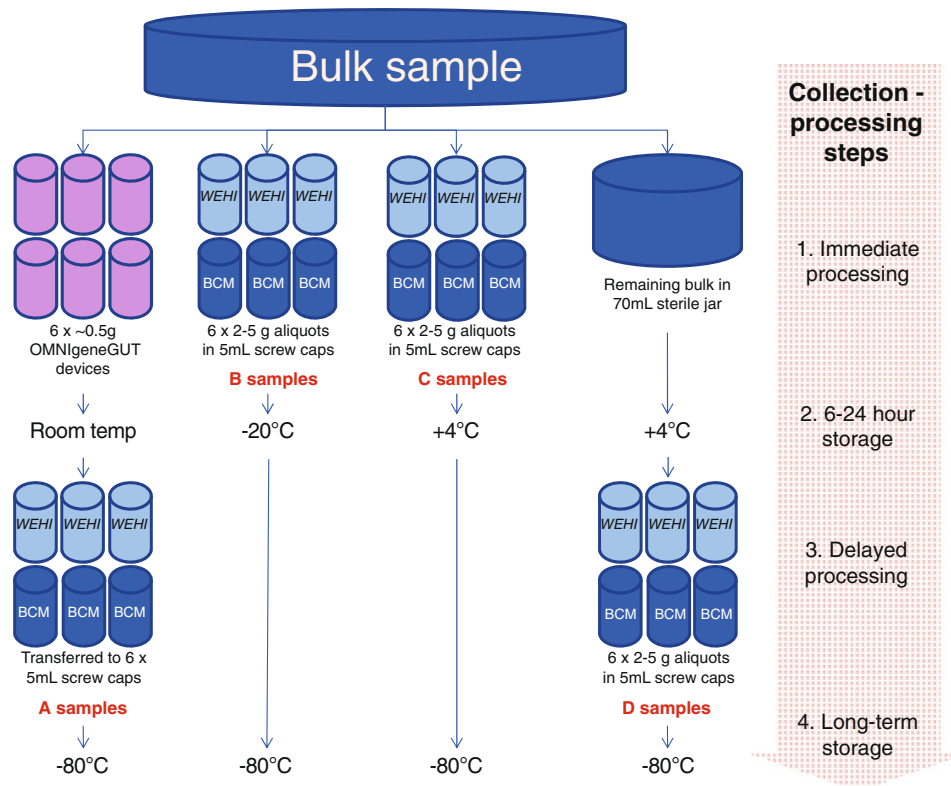 Bulk sample
WEHI WEHI WEHI
BCM BCM BCM
WEHI WEHI WEHI
BCM BCM BCM
6 x ~0.5g
OMNIgeneGUT
devices
6 x 2-5 g aliquots
in 5mL screw caps
B samples
6 x 2-5 g aliquots
in 5mL screw caps
C samples
Remaining bulk in
70mL sterile jar
Room temp
-20°C
+4°C
+4°C
WEHI WEHI WEHI
BCM BCM BCM
Transferred to 6 x
5mL screw caps
A samples
WEHI WEHI WEHI
BCM BCM BCM
6 x 2-5 g aliquots
in 5mL screw caps
D samples
-80°C
-80°C
-80°C
-80°C
Collection -
processing
steps
1. Immediate
processing
2. 6-24 hour
storage
3. Delayed
processing
4. Long-term
storage